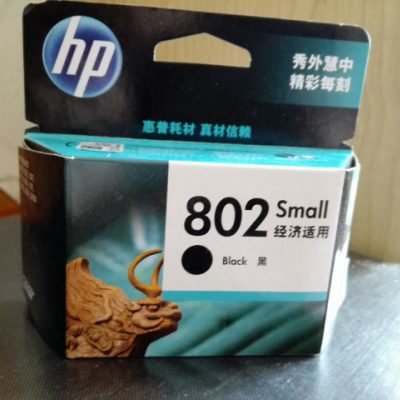 hp
秀外慧中
精彩每刻
惠普耗材 真材信赖
802 Small
经济适用
Black 黑